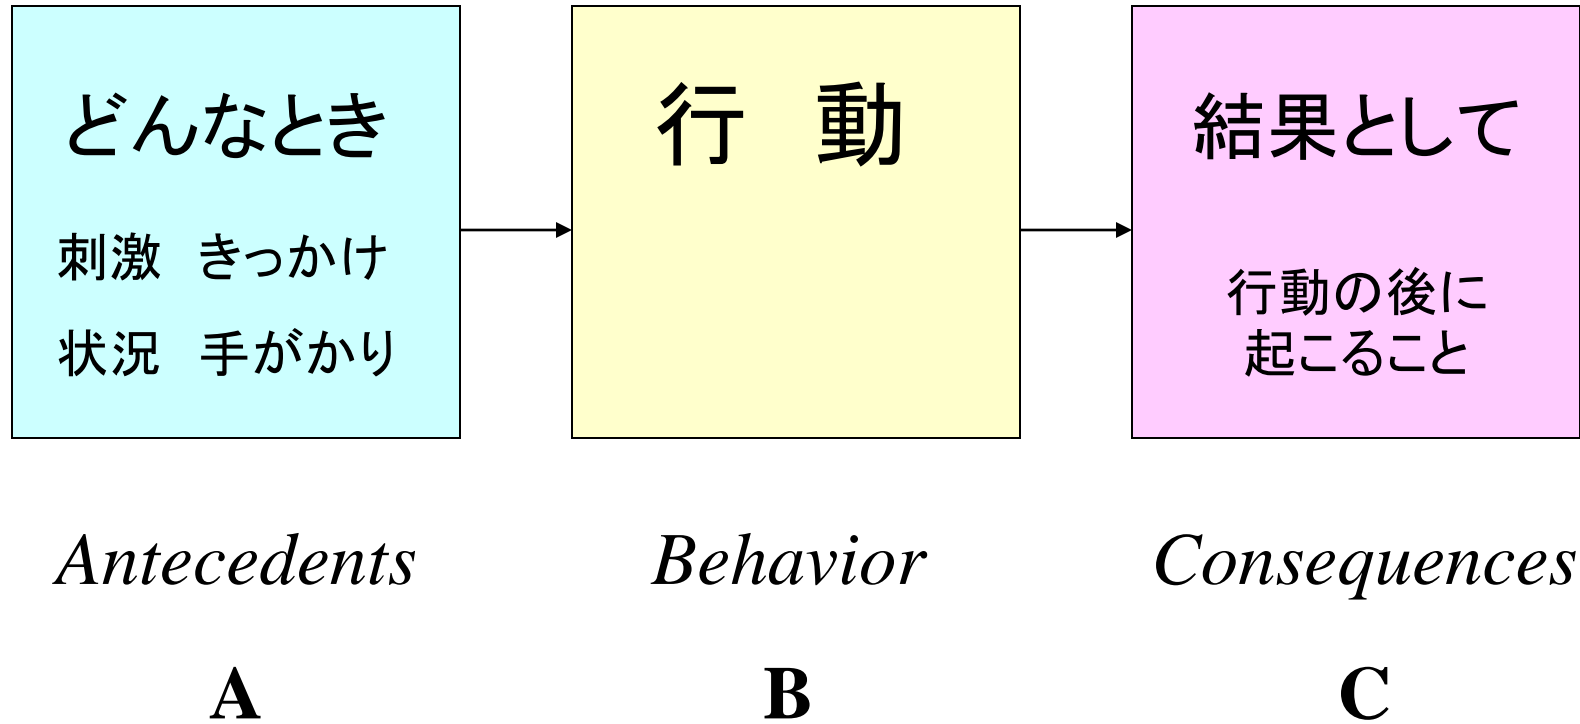 どんなとき
刺激　きっかけ
状況　手がかり
行　動
結果として
行動の後に
起こること
Antecedents
Behavior
Consequences
A
B
C